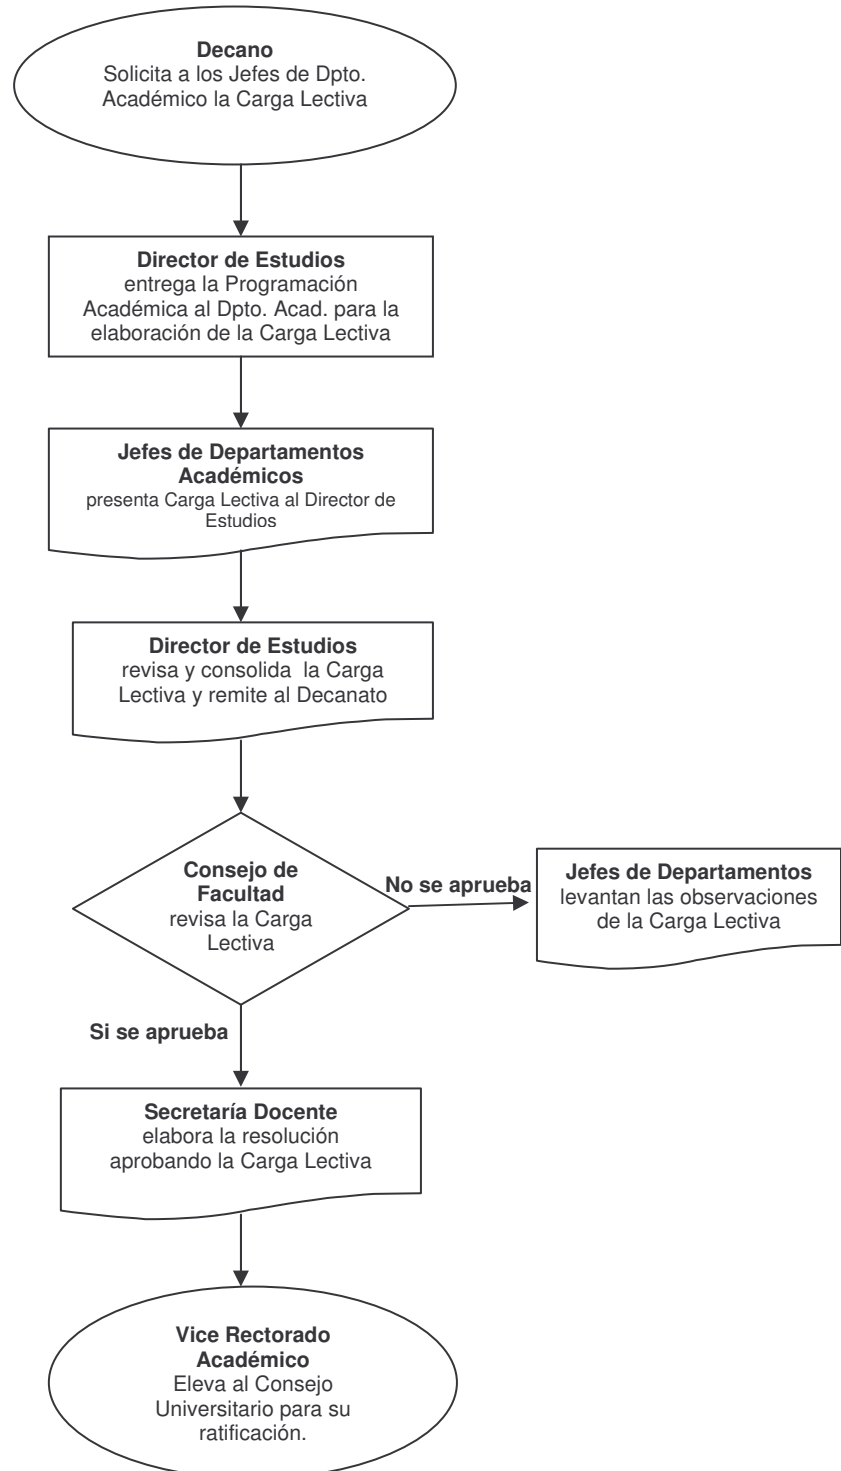 Decano
Solicita a los Jefes de Dpto.
Académico la Carga Lectiva
Director de Estudios
entrega la Programación
Académica al Dpto. Acad. para la
elaboración de la Carga Lectiva
Jefes de Departamentos
Académicos
presenta Carga Lectiva al Director de
Estudios
Director de Estudios
revisa y consolida  la Carga
Lectiva y remite al Decanato
Consejo de
Facultad
revisa la Carga
Lectiva
No se aprueba
Jefes de Departamentos
levantan las observaciones
de la Carga Lectiva
Si se aprueba
Secretaría Docente
elabora la resolución
aprobando la Carga Lectiva
Vice Rectorado
Académico
Eleva al Consejo
Universitario para su
ratificación.